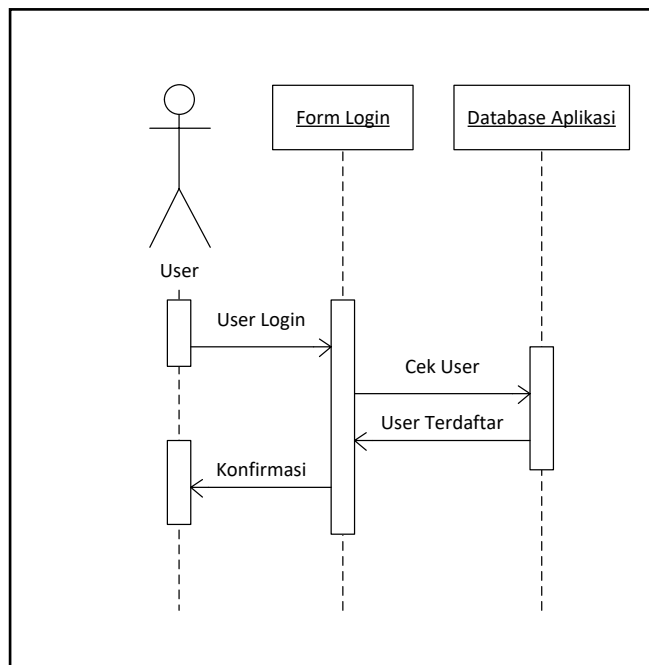 Form Login
Database Aplikasi
User
User Login
Cek User
User Terdaftar
Konfirmasi